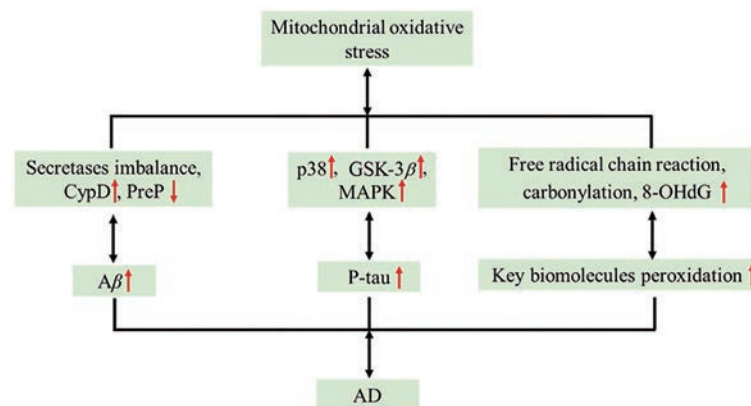 Mitochondrial oxidative
stress
Secretases imbalance,
CypD↑, PreP↓
p38↑, GSK-3β↑,
MAPK↑
Free radical chain reaction,
carbonylation, 8-OHdG ↑
Aβ↑
P-tau ↑
Key biomolecules peroxidation ↑
AD